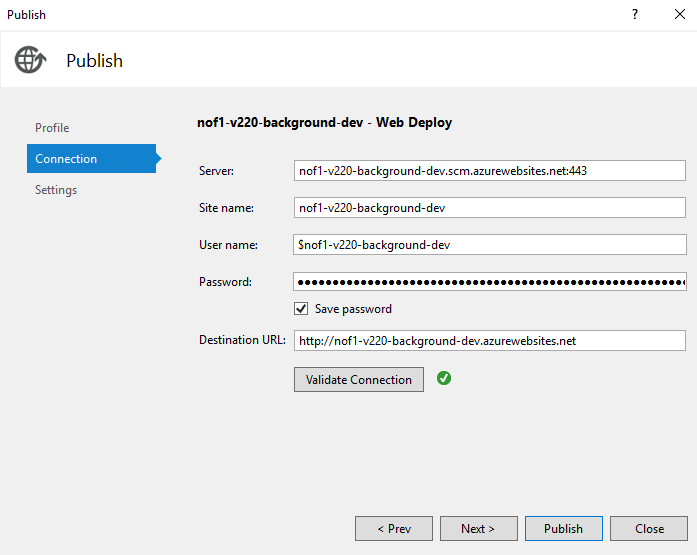 Publish
? ×
Publish
Profile
Connection
Settings
nof1-v220-background-dev - Web Deploy
Server: nof1-v220-background-dev.scm.azurewebsites.net:443
Site name: nof1-v220-background-dev
User name: $nof1-v220-background-dev
Password: ●●●●●●●●●●●●●●●●●●●●●●●●●●●●●●●●●●●●●●●●●●●●●●●●●●●●●●●●
Save password
Destination URL: http://nof1-v220-background-dev.azurewebsites.net
Validate Connection
< Prev Next > Publish Close